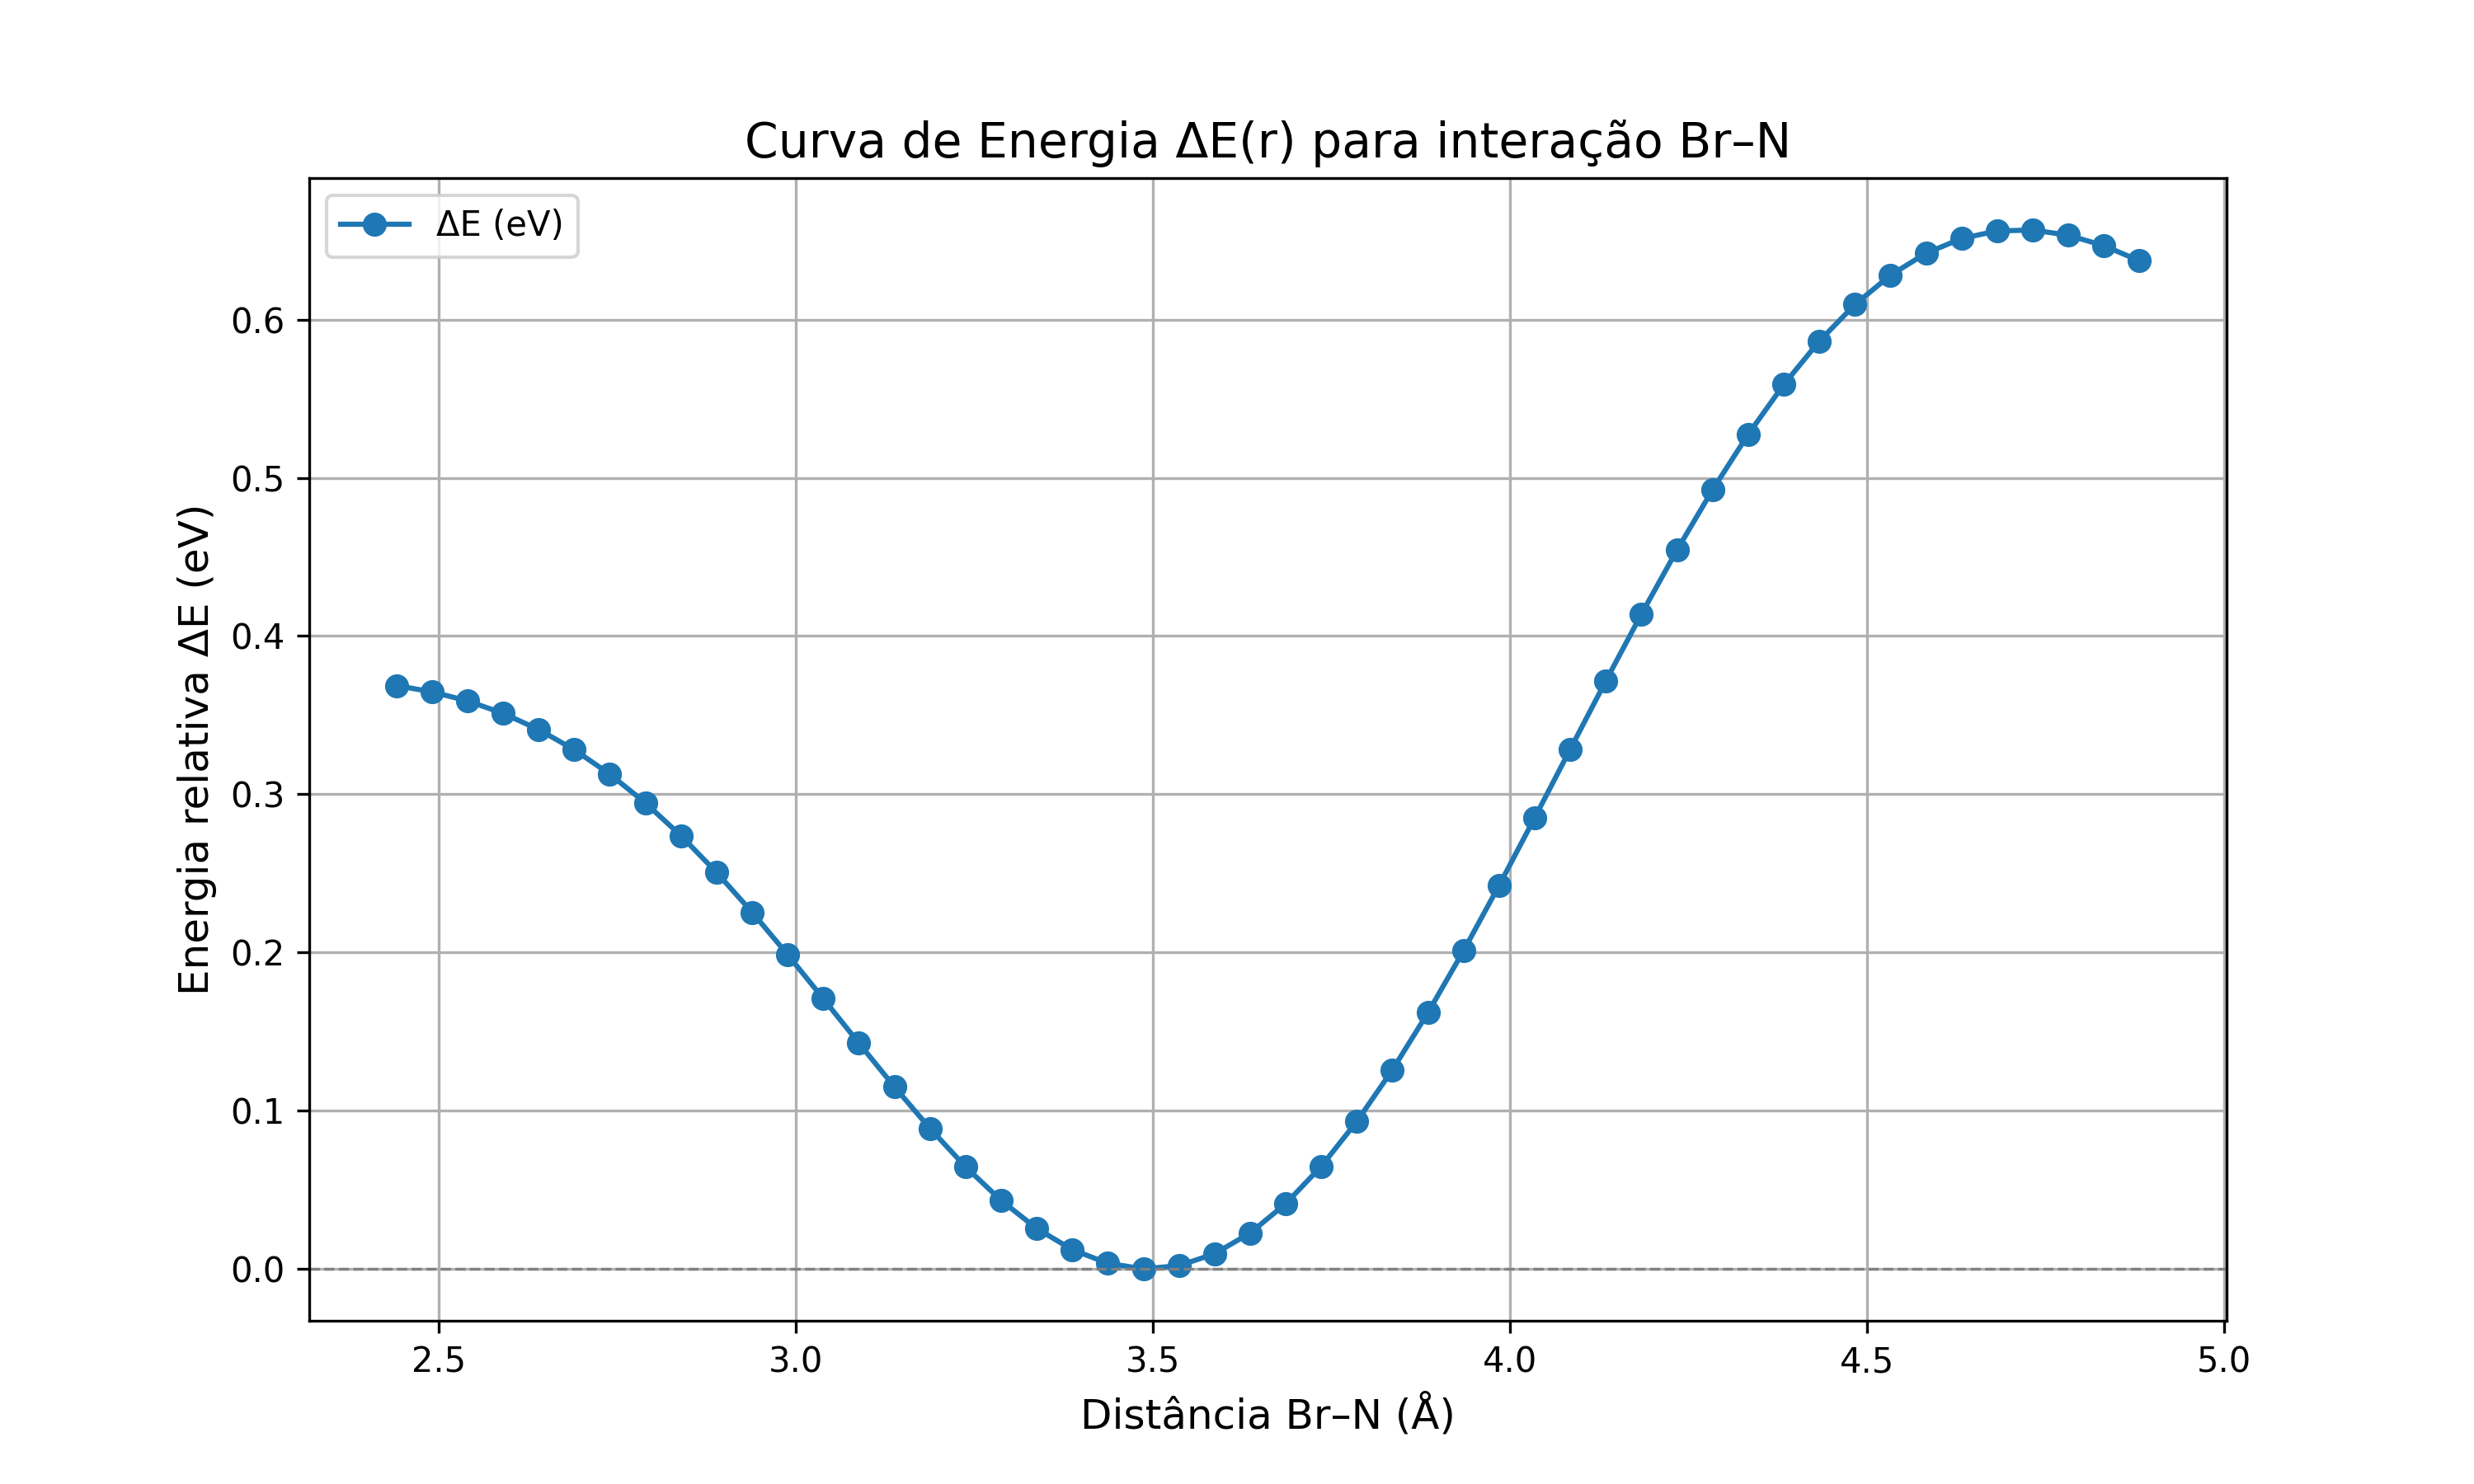 Curva de Energia ΔE(r) para interação Br–N
ΔE (eV)
Energia relativa ΔE (eV)
0.6
0.5
0.4
0.3
0.2
0.1
0.0
2.5 3.0 3.5 4.0 4.5 5.0
Distância Br–N (Å)